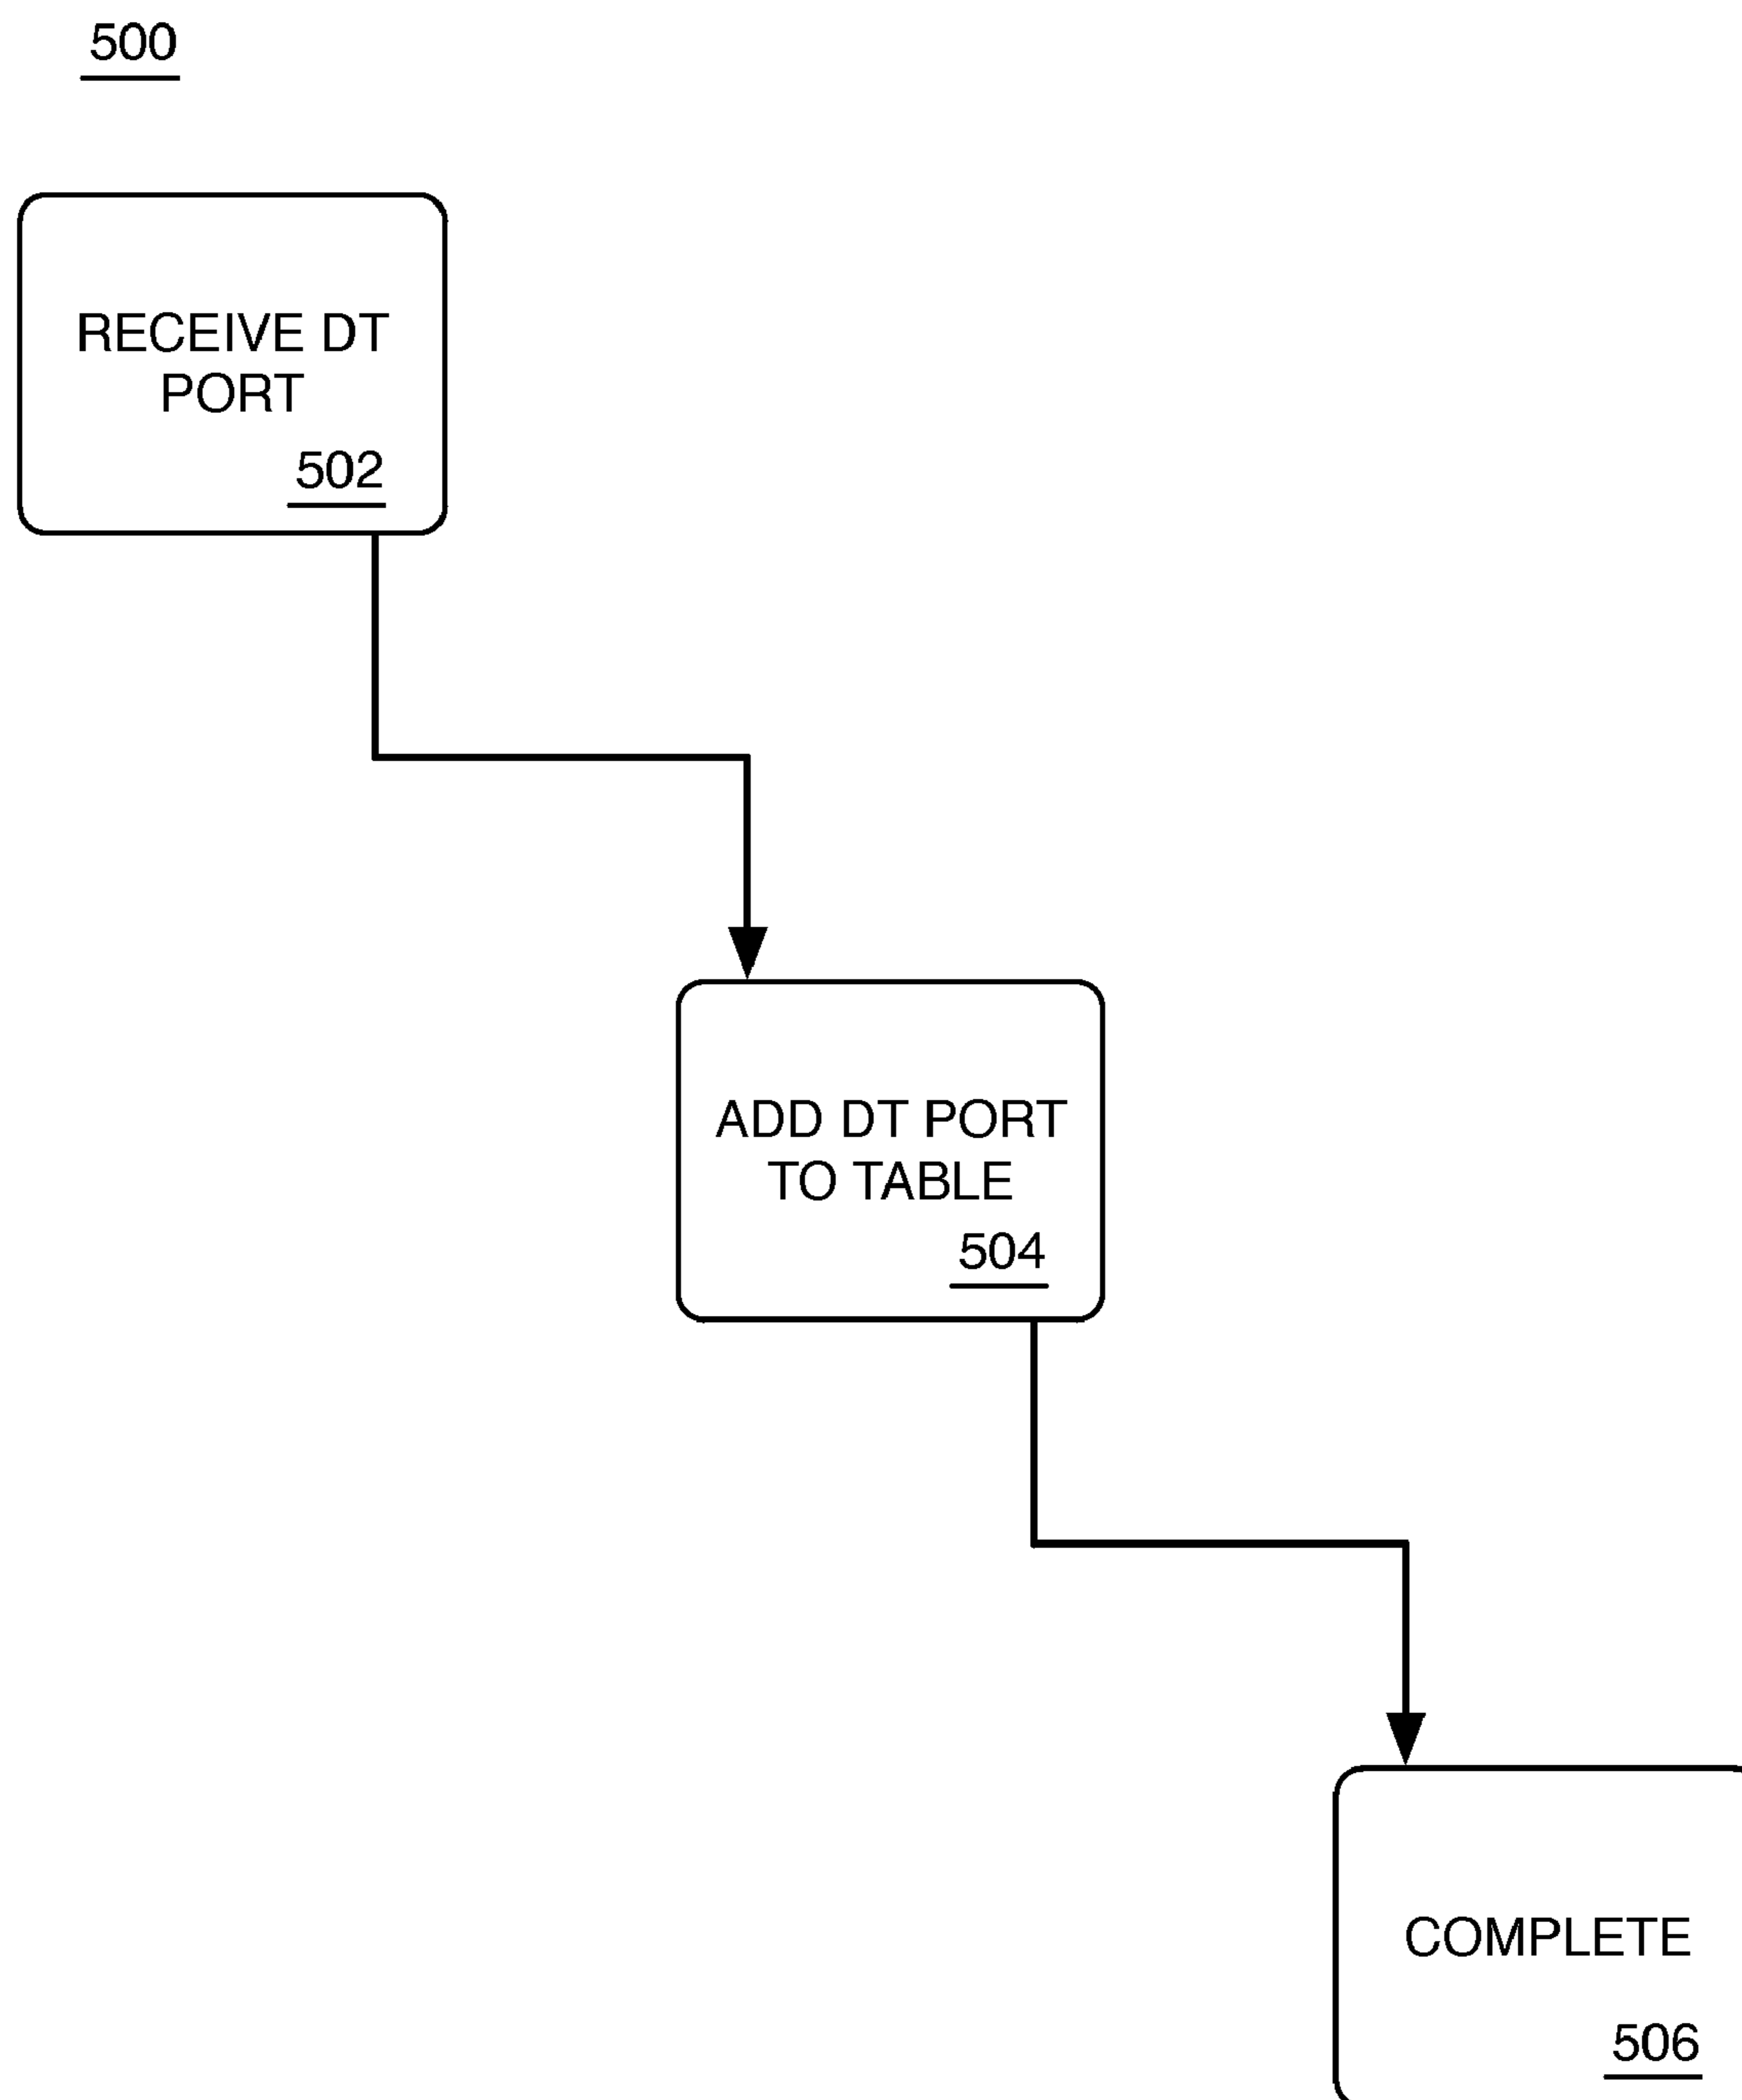 500
RECEIVE DT
PORT
502
ADD DT PORT
TO TABLE
504
COMPLETE
506